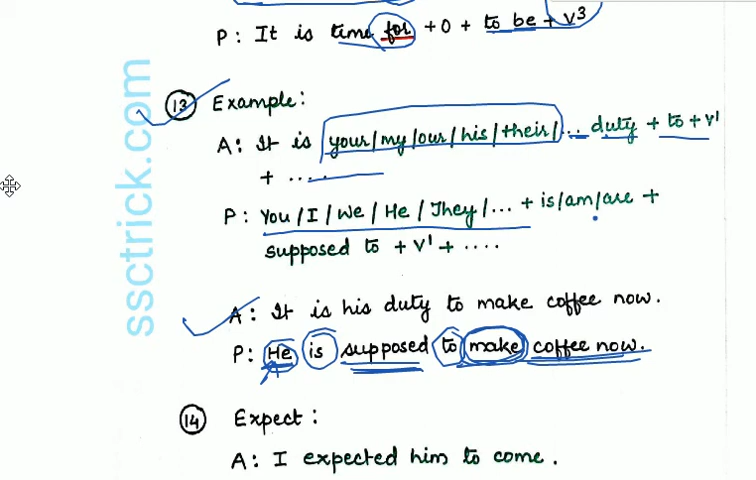 P: It is time for +O + to be + V3
13 Example:
A: It is your/my/our/his/their/... duty + to + V1
+ .....
P: You/I/We/He/They/... + is/am/are +
supposed to + V1 + ....
A: It is his duty to make coffee now.
P: He is supposed to make coffee now.
14 Expect:
A: I expected him to come.
ssctrick.com